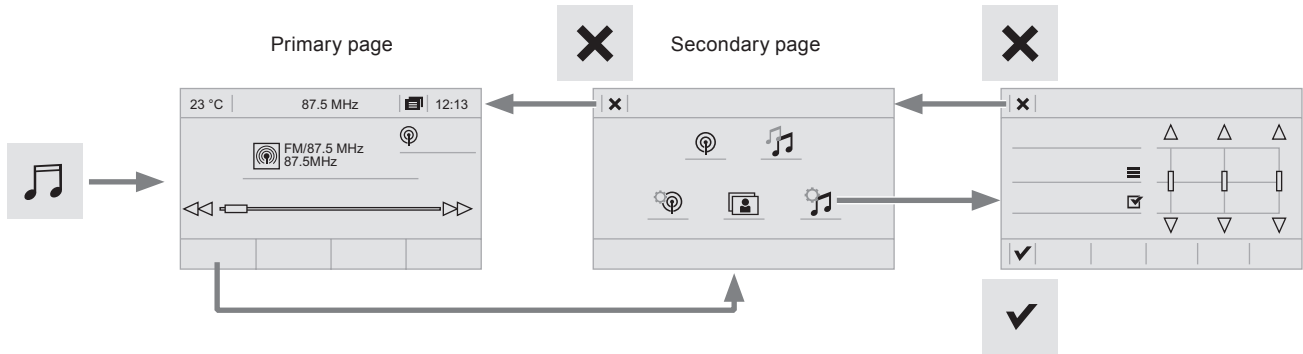 Primary page
Secondary page
23 °C 87.5 MHz 12:13
FM/87.5 MHz
87.5MHz